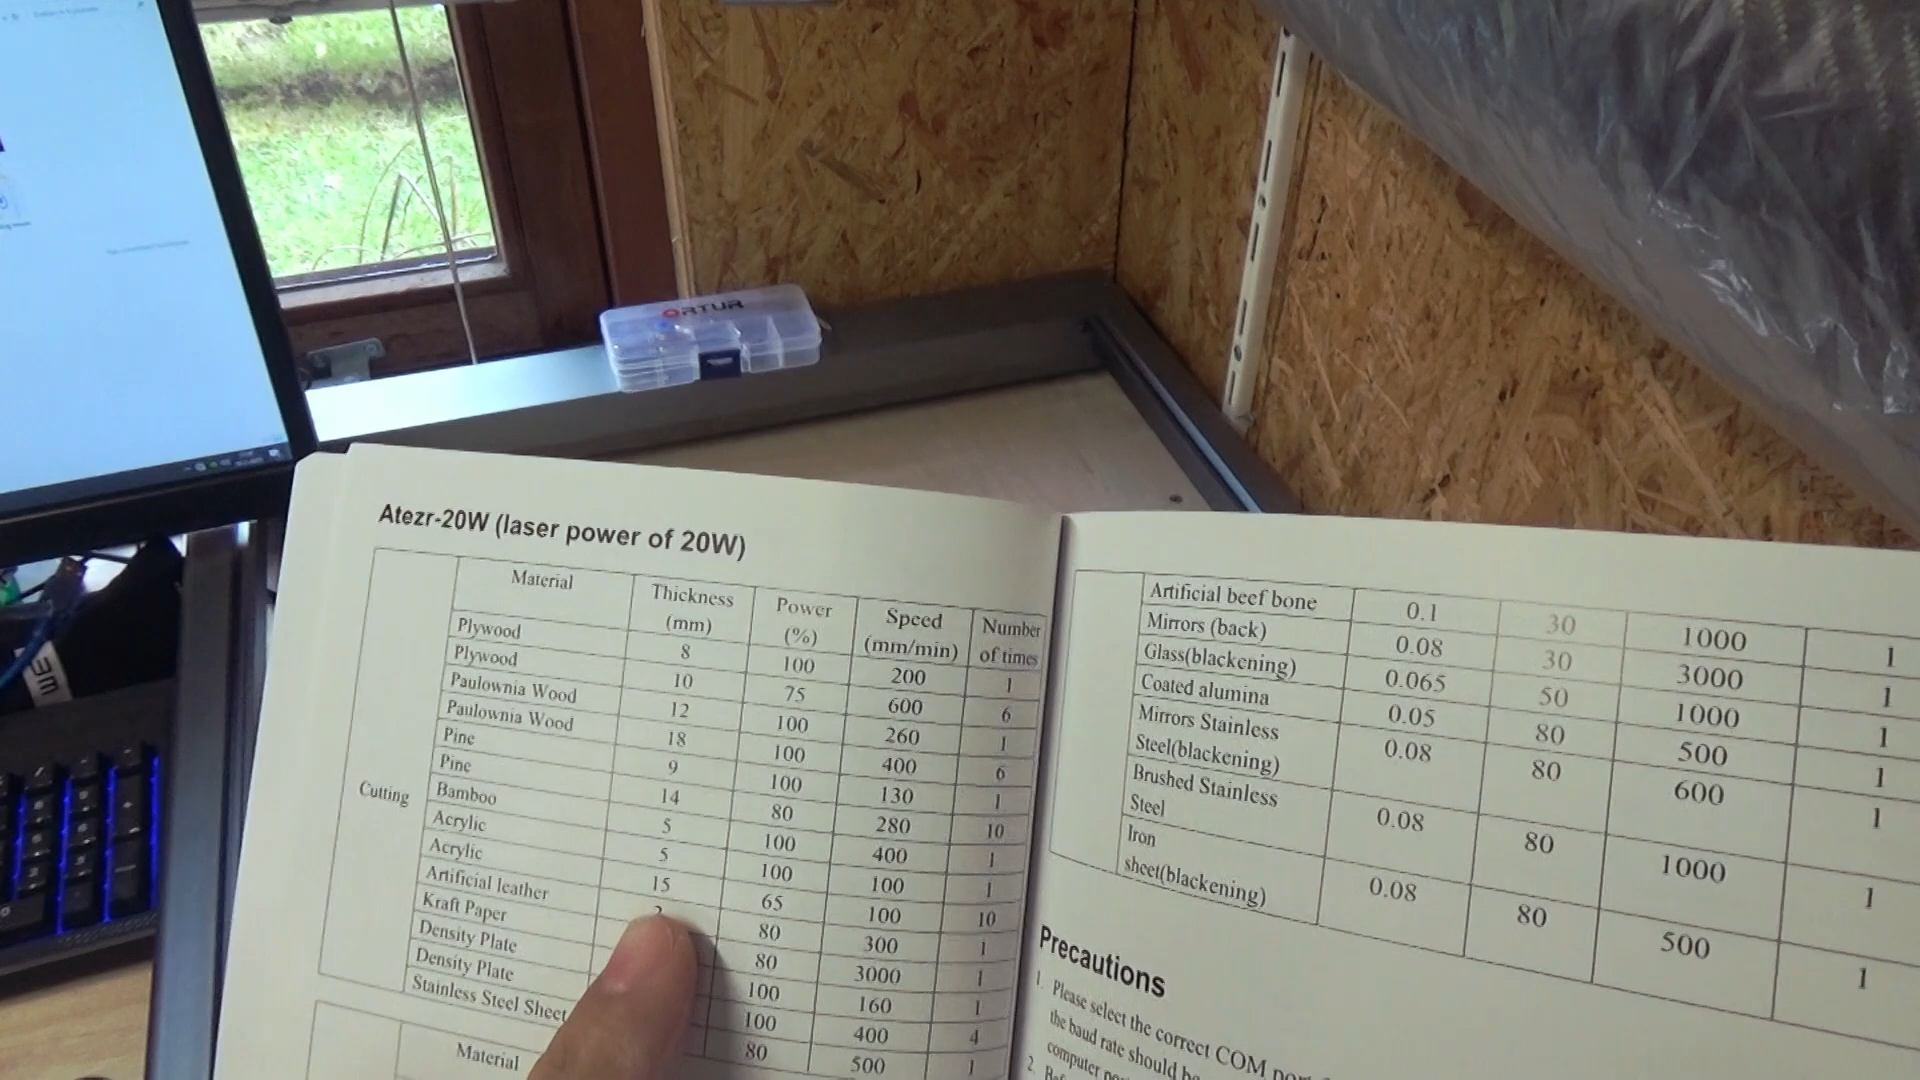 ORTUR
Atezr-20W (laser power of 20W)
Material Thickness (mm) Power (%) Speed (mm/min) Number of times
Cutting
Plywood 8 100 200 1
Plywood 10 75 600 6
Paulownia Wood 12 100 260 1
Paulownia Wood 18 100 400 6
Pine 9 100 130 1
Pine 14 80 280 10
Bamboo 5 100 400 1
Acrylic 5 100 100 1
Acrylic 15 65 100 10
Artificial leather 80 300 1
Kraft Paper 80 3000 1
Density Plate 100 160 1
Density Plate 100 400 4
Stainless Steel Sheet 80 500 1
Material
Artificial beef bone 0.1 30 1000 1
Mirrors (back) 0.08 30 3000 1
Glass(blackening) 0.065 50 1000 1
Coated alumina 0.05 80 500 1
Mirrors Stainless
Steel(blackening) 0.08 80 600 1
Brushed Stainless
Steel 0.08 80 1000 1
Iron
sheet(blackening) 0.08 80 500 1
Precautions
1. Please select the correct COM
the baud rate should
computer
2.